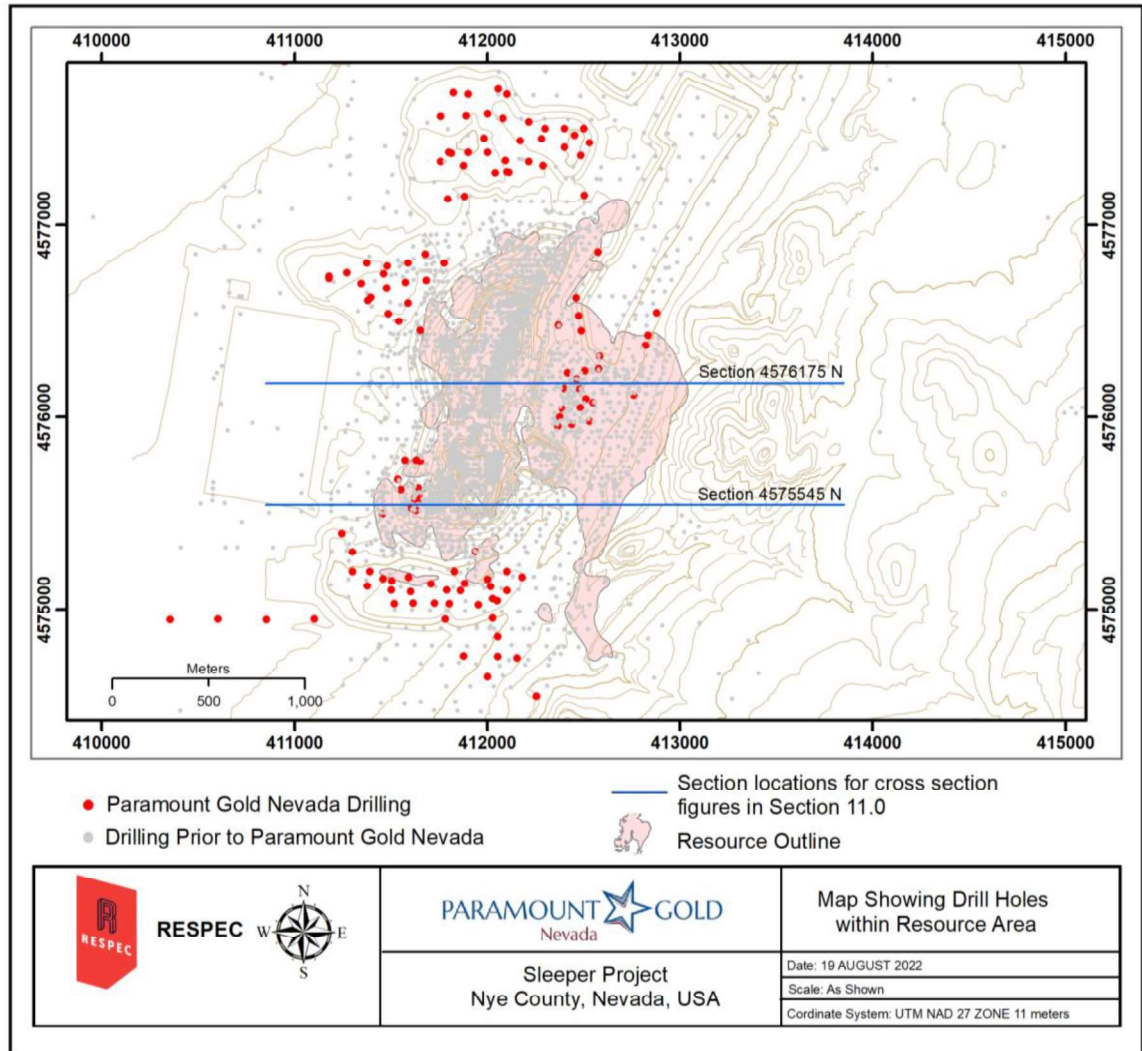 410000 411000 412000 413000 414000 415000
4577000 4577000
Section 4576175 N
4576000 4576000
Section 4575545 N
4575000 4575000
Meters
0 500 1,000
410000 411000 412000 413000 414000 415000
Paramount Gold Nevada Drilling
Drilling Prior to Paramount Gold Nevada
Section locations for cross section
figures in Section 11.0
Resource Outline
R
RESPEC
RESPEC
N
W E
S
PARAMOUNT GOLD
Nevada
Sleeper Project
Nye County, Nevada, USA
Map Showing Drill Holes
within Resource Area
Date: 19 AUGUST 2022
Scale: As Shown
Cordinate System: UTM NAD 27 ZONE 11 meters